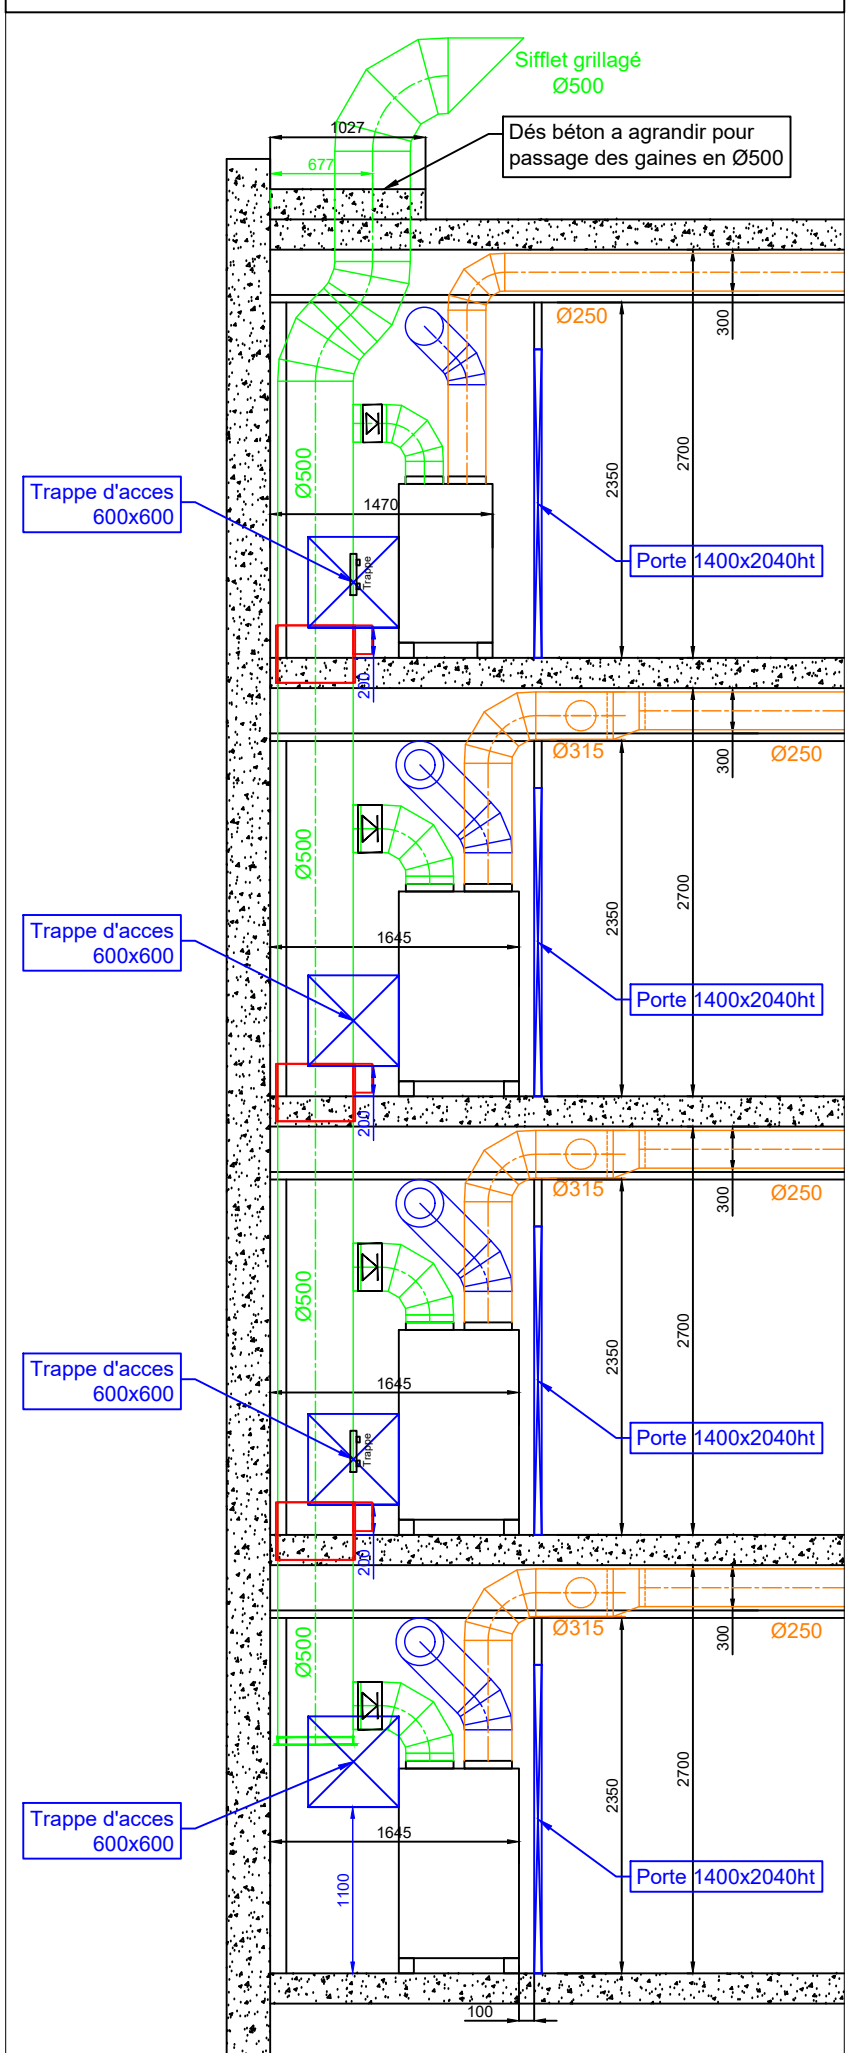 Sifflet grillagé
Ø500
1027
Dés béton a agrandir pour
passage des gaines en Ø500
677
Ø250
300
2350
2700
Ø500
Trappe d'acces
600x600
1470
Trappe
Porte 1400x2040ht
200
Ø315
300
Ø250
Ø500
2350
2700
Trappe d'acces
600x600
1645
Porte 1400x2040ht
200
Ø315
300
Ø250
Ø500
2350
2700
Trappe d'acces
600x600
1645
Trappe
Porte 1400x2040ht
200
Ø315
300
Ø250
Ø500
2350
2700
Trappe d'acces
600x600
1645
1100
Porte 1400x2040ht
100